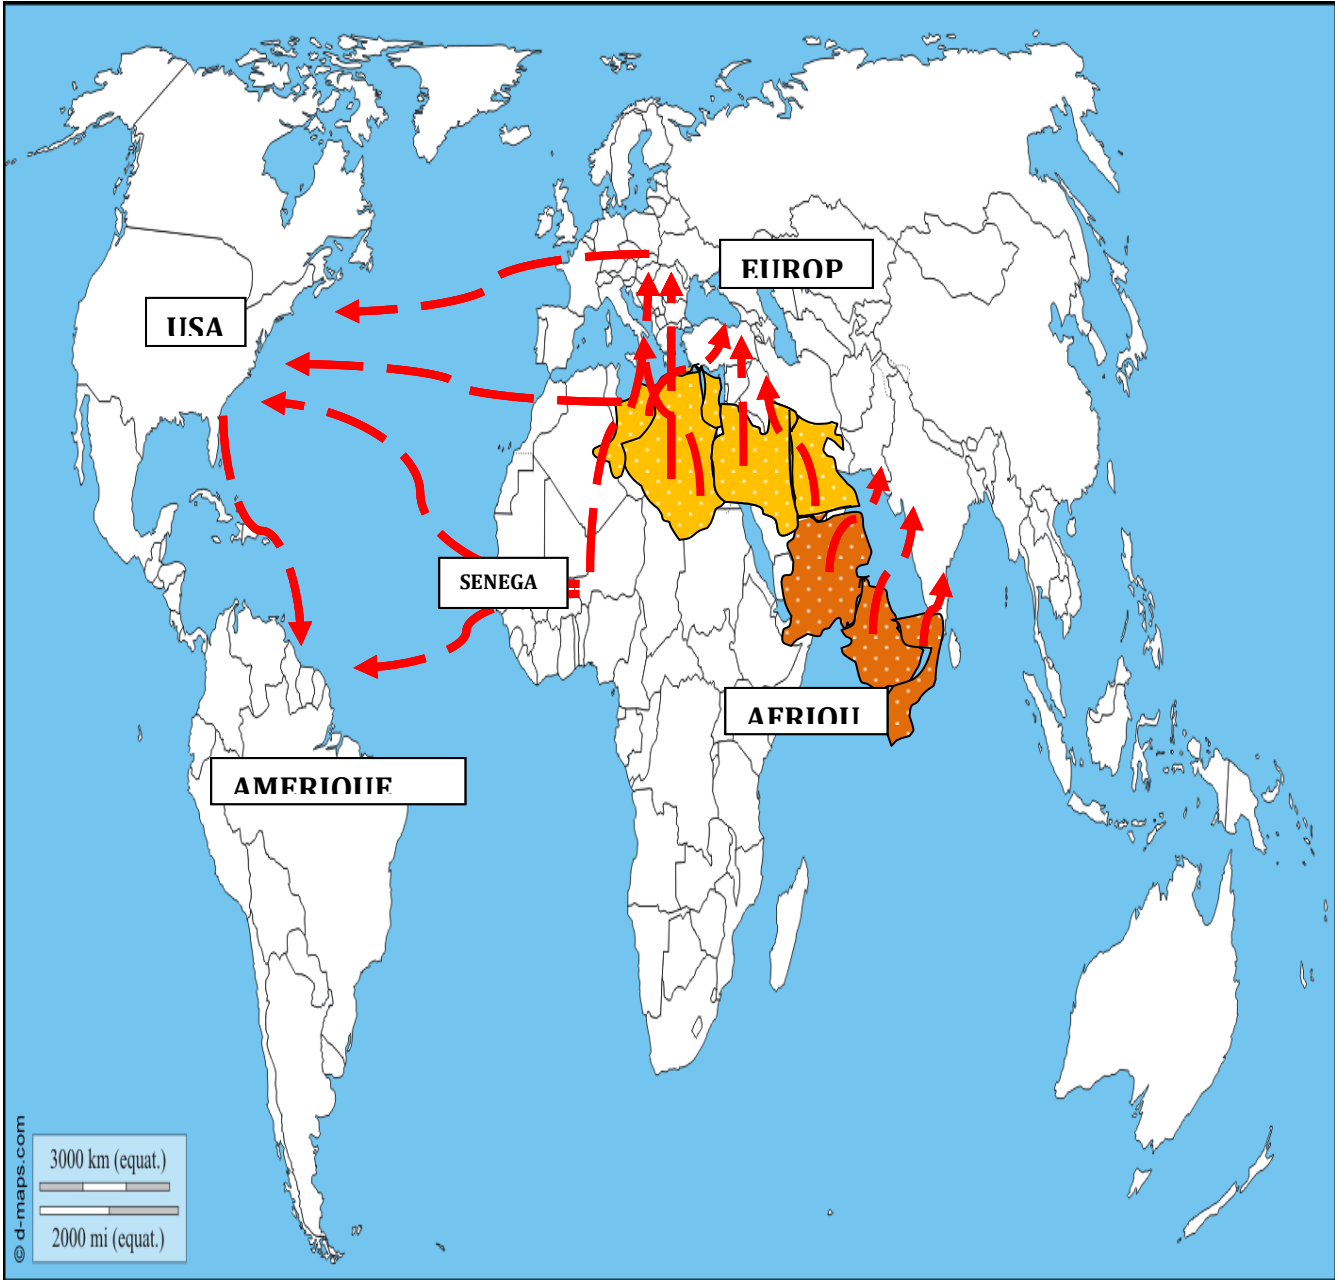 EUROP
USA
SENEGA
AFRIQU
AMERIQUE
© d-maps.com
3000 km (equat.)
2000 mi (equat.)